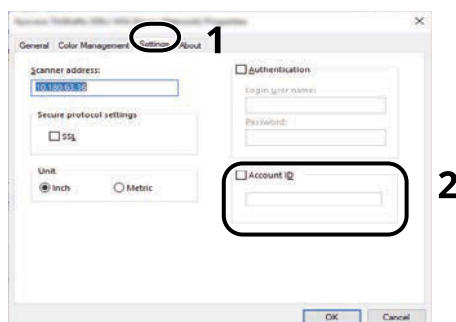 General Color Management Settings About
1
Scanner address:
10.180.63.36
Secure protocol settings
SSL
Unit
Inch Metric
Authentication
Login user name:
Password:
Account ID
2
OK Cancel